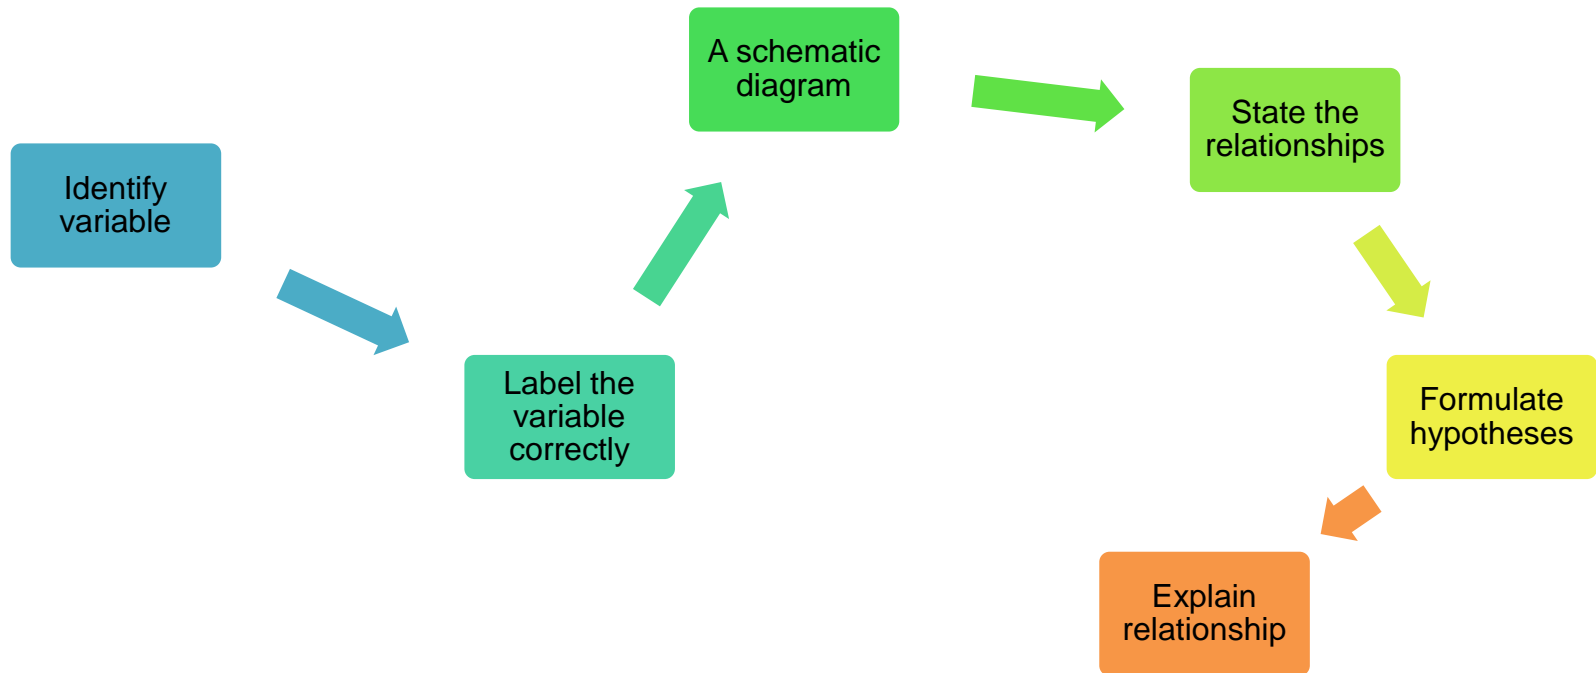 Identify
variable
Label the
variable
correctly
A schematic
diagram
State the
relationships
Formulate
hypotheses
Explain
relationship